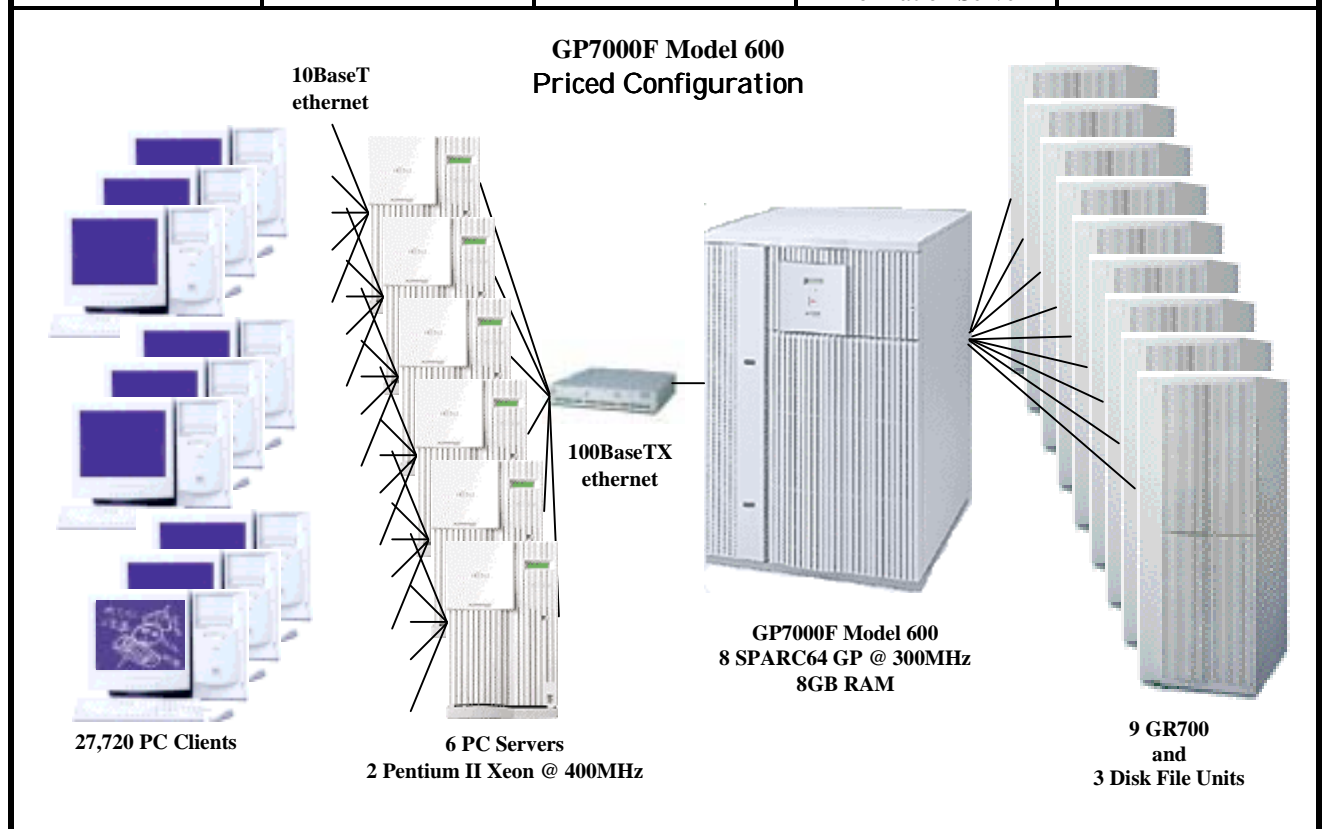 GP7000F Model 600
Priced Configuration
10BaseT
ethernet
100BaseTX
ethernet
GP7000F Model 600
8 SPARC64 GP @ 300MHz
8GB RAM
27,720 PC Clients
6 PC Servers
2 Pentium II Xeon @ 400MHz
9 GR700
and
3 Disk File Units